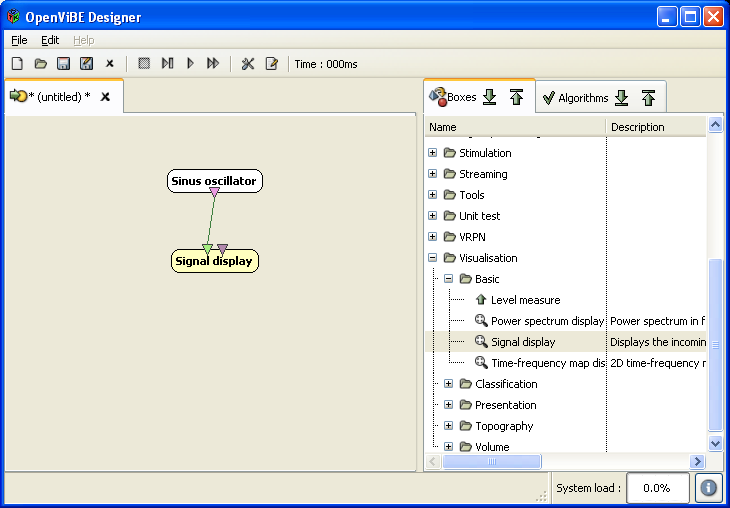 OpenViBE Designer
File Edit Help
Time : 000ms
* (untitled) *
Boxes
Algorithms
Name Description
Stimulation
Streaming
Tools
Unit test
VRPN
Visualisation
Basic
Level measure
Power spectrum display Power spectrum in f
Signal display Displays the incomin
Time-frequency map dis 2D time-frequency
Classification
Presentation
Topography
Volume
Sinus oscillator
Signal display
System load : 0.0%